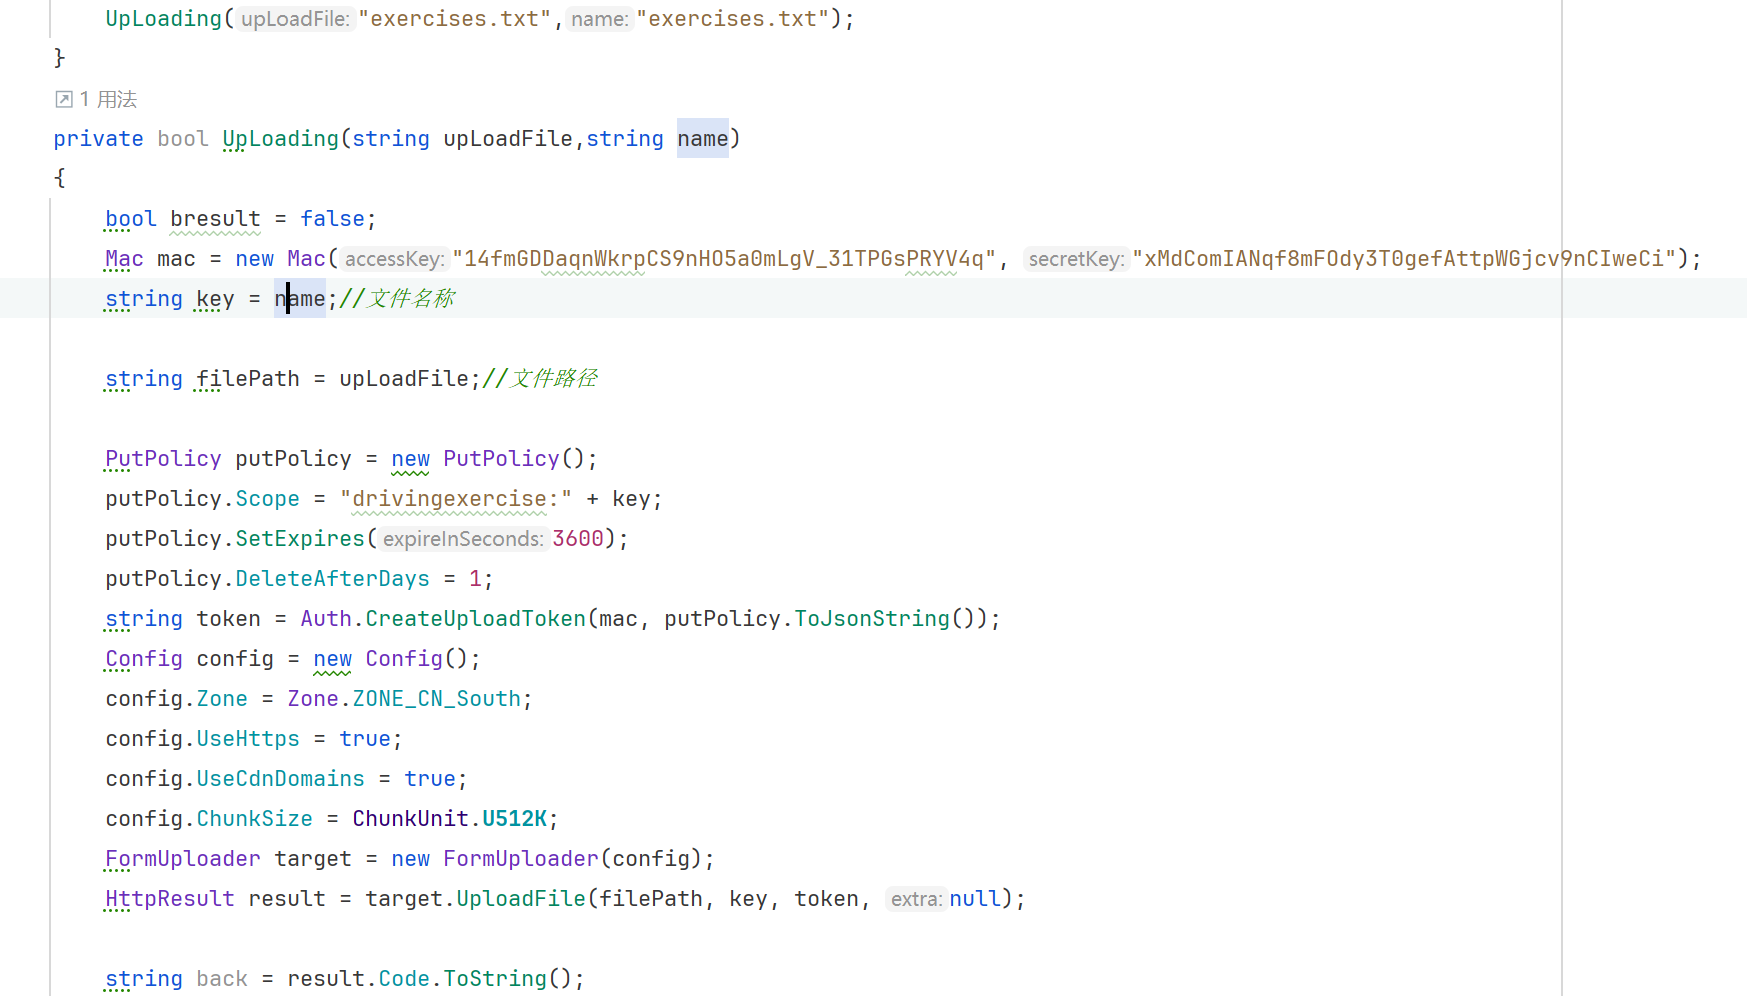 UpLoading(upLoadFile:"exercises.txt",name:"exercises.txt");
}
1 用法
private bool UpLoading(string upLoadFile,string name)
{
bool bresult = false;
Mac mac = new Mac(accessKey:"14fmGDDaqnWkrpCS9nHO5a0mLgV_31TPGsPRYV4q", secretKey:"xMdComIANqf8mFOdy3T0gefAttpWGjcv9nCIweCi");
string key = name;//文件名称
string filePath = upLoadFile;//文件路径
PutPolicy putPolicy = new PutPolicy();
putPolicy.Scope = "drivingexercise:" + key;
putPolicy.SetExpires(expireInSeconds:3600);
putPolicy.DeleteAfterDays = 1;
string token = Auth.CreateUploadToken(mac, putPolicy.ToJsonString());
Config config = new Config();
config.Zone = Zone.ZONE_CN_South;
config.UseHttps = true;
config.UseCdnDomains = true;
config.ChunkSize = ChunkUnit.U512K;
FormUploader target = new FormUploader(config);
HttpResult result = target.UploadFile(filePath, key, token, extra:null);
string back = result.Code.ToString();